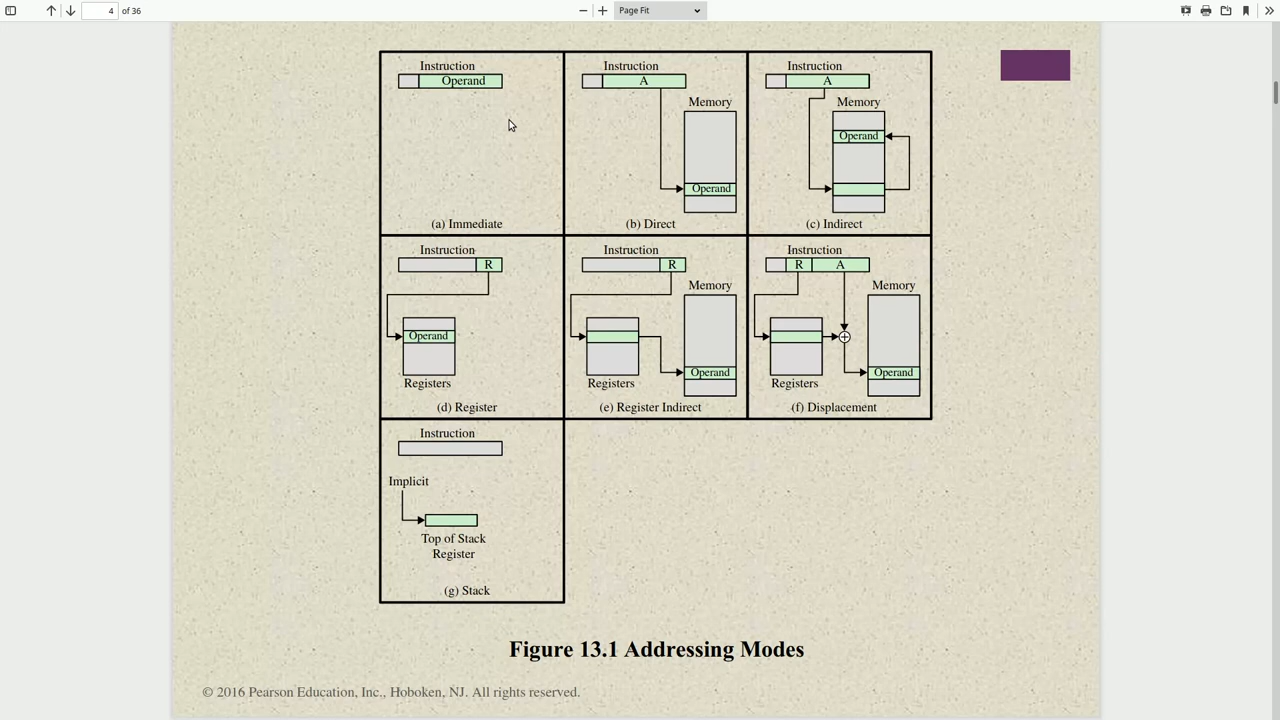 4 of 36
Page Fit
Instruction
Operand
(a) Immediate
Instruction
A
Memory
Operand
(b) Direct
Instruction
A
Memory
Operand
(c) Indirect
Instruction
R
Operand
Registers
(d) Register
Instruction
R
Memory
Operand
Registers
(e) Register Indirect
Instruction
R A
Memory
Operand
Registers
(f) Displacement
Instruction
Implicit
Top of Stack
Register
(g) Stack
Figure 13.1 Addressing Modes
© 2016 Pearson Education, Inc., Hoboken, NJ. All rights reserved.